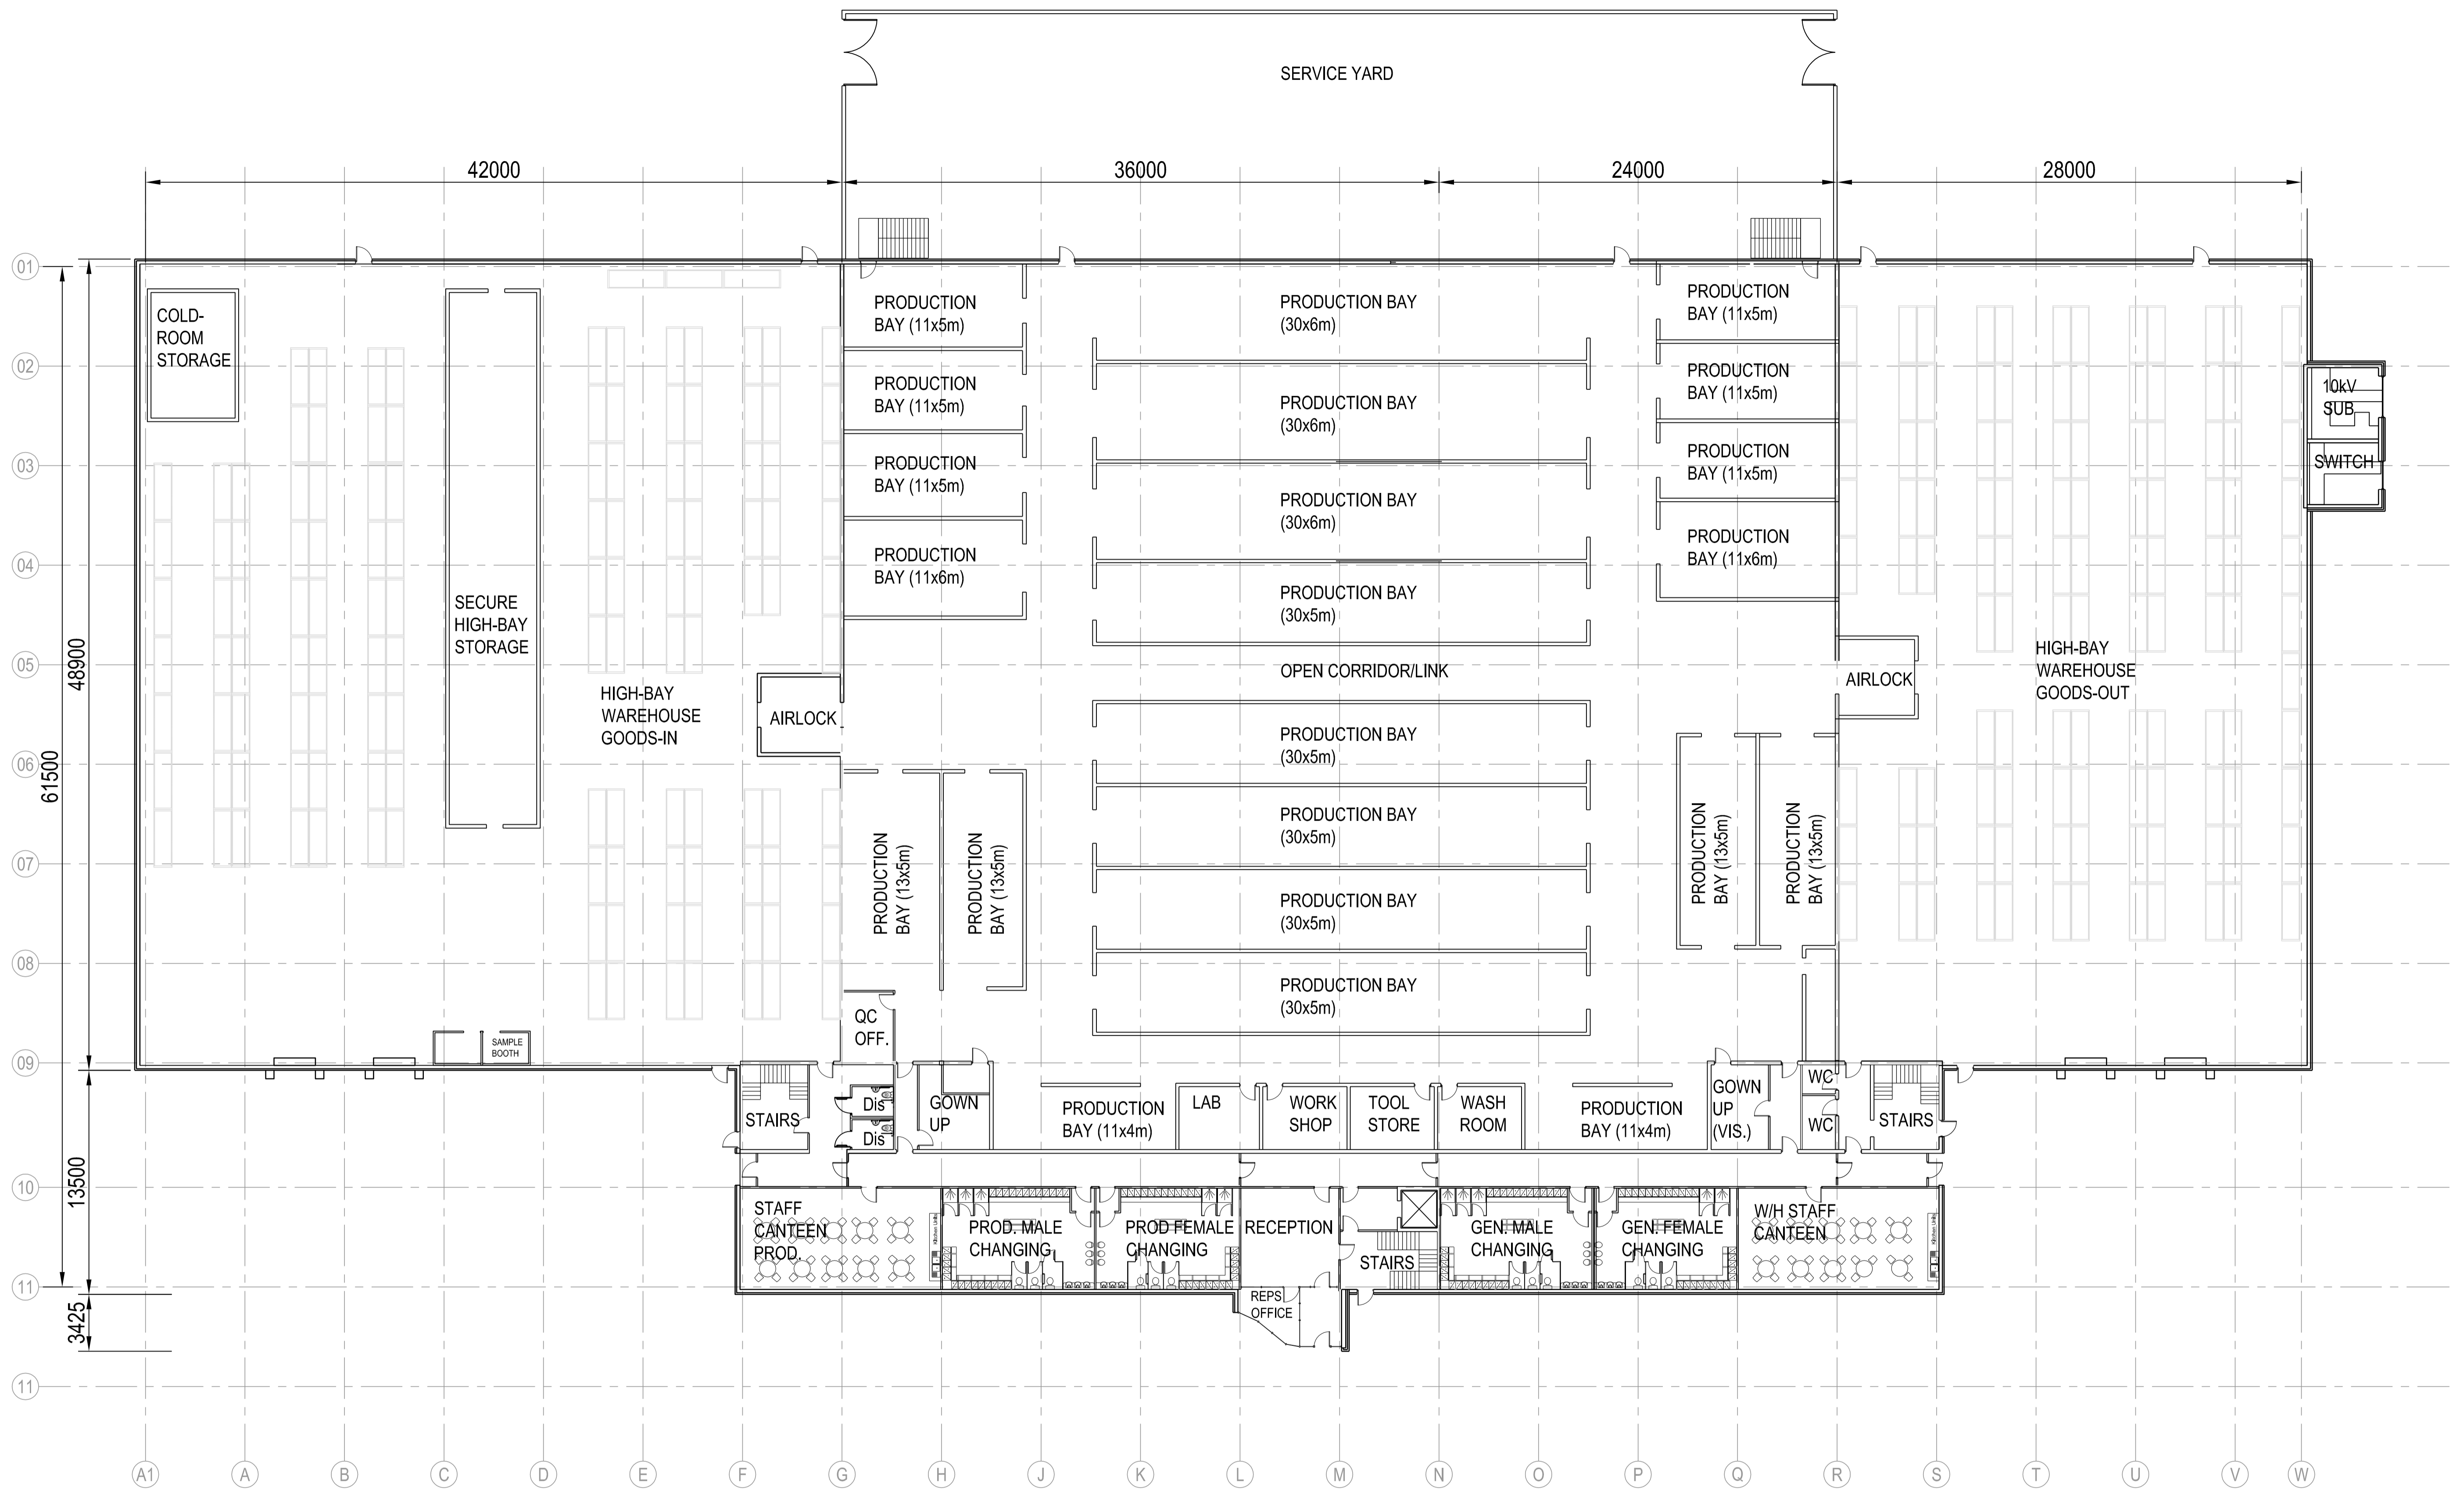 SERVICE YARD
42000
36000
24000
28000
01
02
03
04
05
06
07
08
09
10
11
11
48900
61500
13500
3425
COLD-
ROOM
STORAGE
SECURE
HIGH-BAY
STORAGE
HIGH-BAY
WAREHOUSE
GOODS-IN
AIRLOCK
SAMPLE
BOOTH
PRODUCTION
BAY (11x5m)
PRODUCTION
BAY (11x5m)
PRODUCTION
BAY (11x5m)
PRODUCTION
BAY (11x6m)
PRODUCTION
BAY (13x5m)
PRODUCTION
BAY (13x5m)
QC
OFF.
PRODUCTION BAY
(30x6m)
PRODUCTION BAY
(30x6m)
PRODUCTION BAY
(30x6m)
PRODUCTION BAY
(30x5m)
OPEN CORRIDOR/LINK
PRODUCTION BAY
(30x5m)
PRODUCTION BAY
(30x5m)
PRODUCTION BAY
(30x5m)
PRODUCTION BAY
(30x5m)
PRODUCTION
BAY (11x5m)
PRODUCTION
BAY (11x5m)
PRODUCTION
BAY (11x5m)
PRODUCTION
BAY (11x6m)
PRODUCTION
BAY (13x5m)
PRODUCTION
BAY (13x5m)
AIRLOCK
HIGH-BAY
WAREHOUSE
GOODS-OUT
10kV
SUB
SWITCH
STAIRS
Dis
Dis
GOWN
UP
PRODUCTION
BAY (11x4m)
LAB
WORK
SHOP
TOOL
STORE
WASH
ROOM
PRODUCTION
BAY (11x4m)
GOWN
UP
(VIS.)
WC
WC
STAIRS
STAFF
CANTEEN
PROD.
Kitchen Units
PROD. MALE
CHANGING
PROD FEMALE
CHANGING
RECEPTION
STAIRS
GEN. MALE
CHANGING
GEN. FEMALE
CHANGING
W/H STAFF
CANTEEN
Kitchen Units
REPS
OFFICE
A1
A
B
C
D
E
F
G
H
J
K
L
M
N
O
P
Q
R
S
T
U
V
W